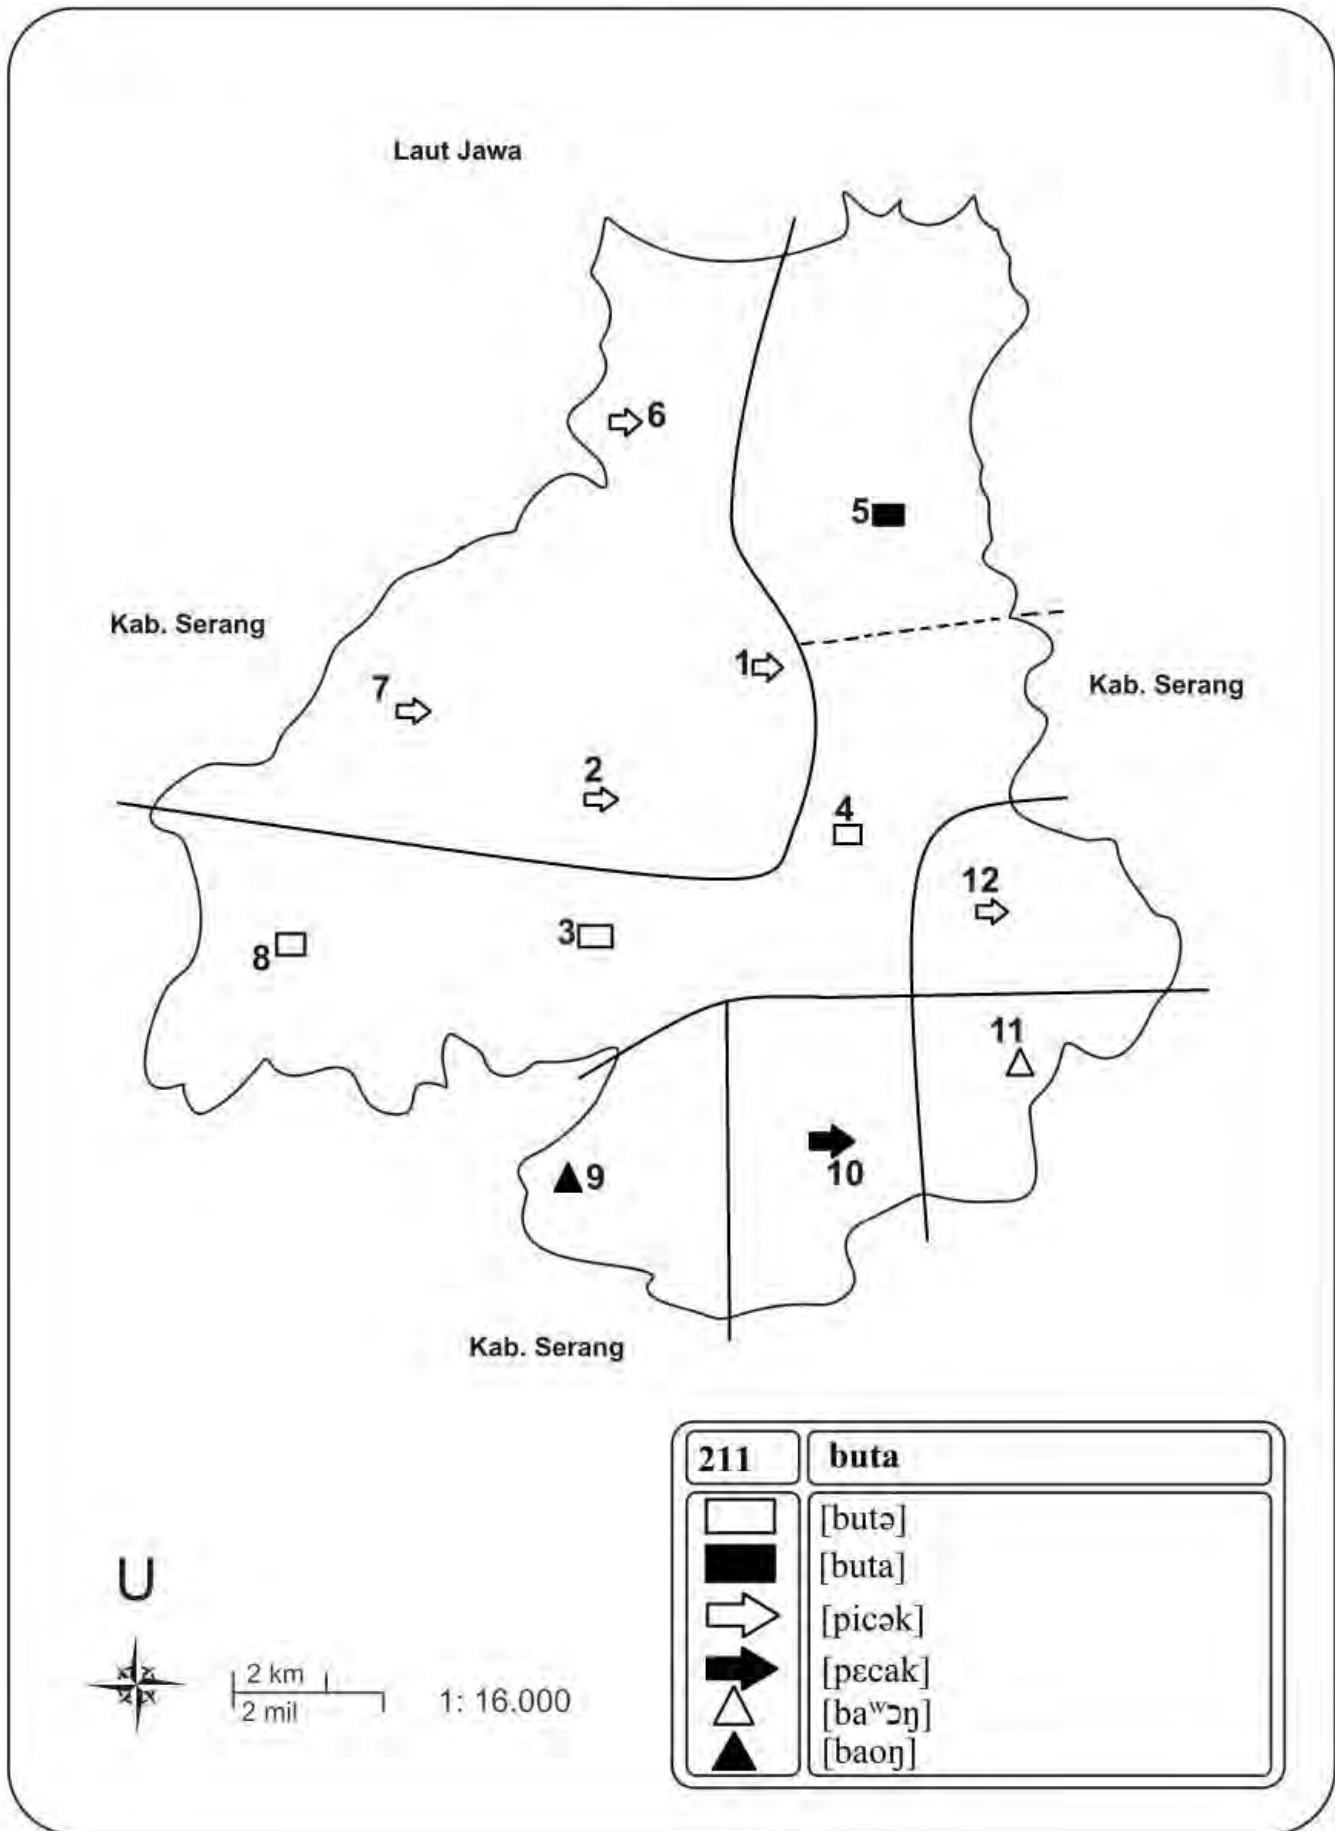 Laut Jawa
6
5
Kab. Serang
1
7
Kab. Serang
2
4
12
3
8
11
9
10
Kab. Serang
211 buta
[butə]
[buta]
[picək]
[pɛcak]
[baʷɔŋ]
[baoŋ]
U
2 km
2 mil
1: 16.000